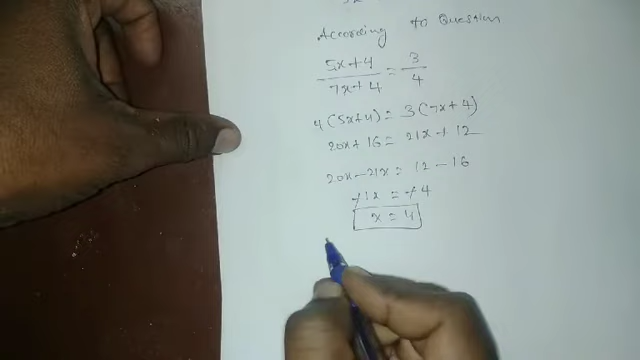 According to Question
5x+4 / 7x+4 = 3 / 4
4(5x+4) = 3(7x+4)
20x+16 = 21x+12
20x-21x = 12-16
-1x = -4
x = 4